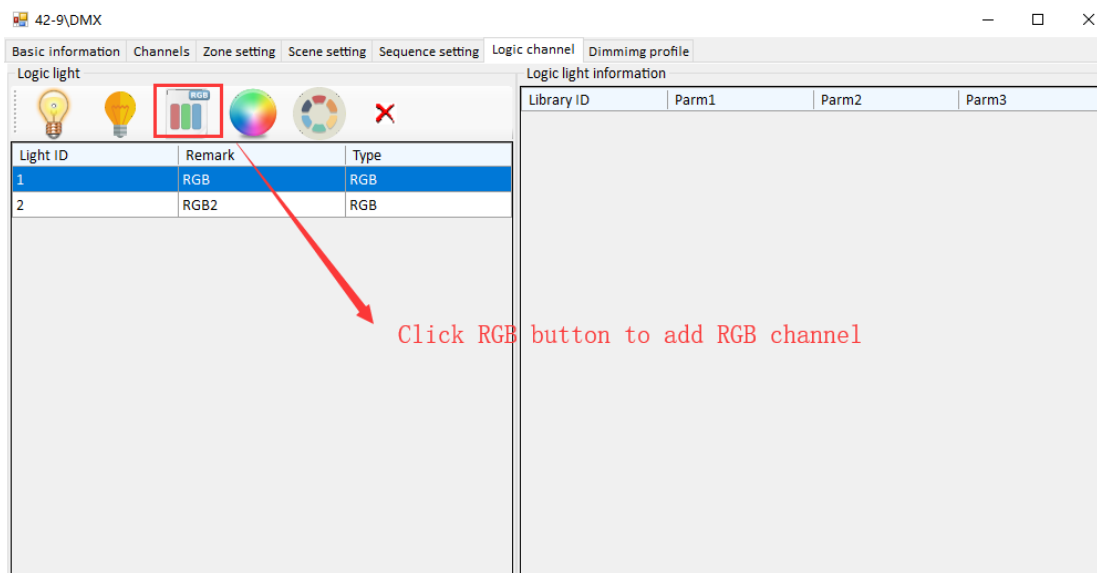 42-9\DMX
Basic information Channels Zone setting Scene setting Sequence setting Logic channel Dimmimg profile
Logic light
Logic light information
RGB
Library ID Parm1 Parm2 Parm3
Light ID Remark Type
1 RGB RGB
2 RGB2 RGB
Click RGB button to add RGB channel